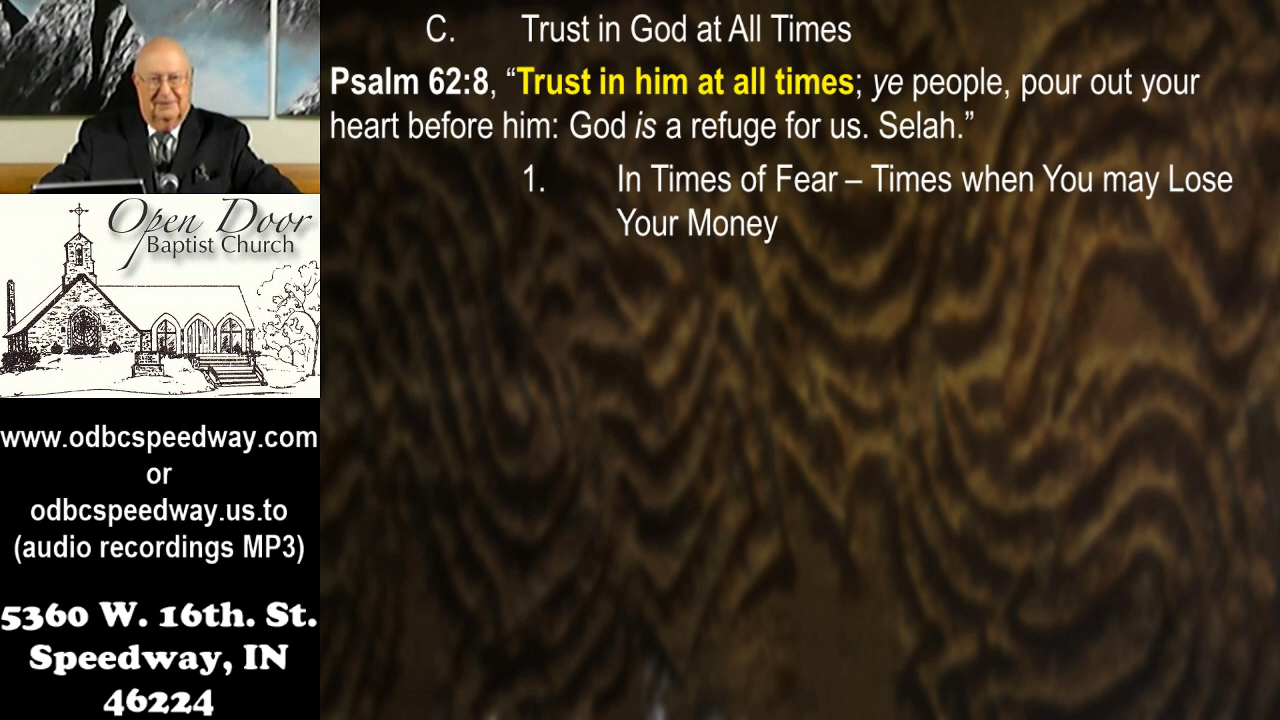 C. Trust in God at All Times
Psalm 62:8, “Trust in him at all times; ye people, pour out your
heart before him: God is a refuge for us. Selah.”
1. In Times of Fear – Times when You may Lose
Your Money
Open Door
Baptist Church
www.odbcspeedway.com
or
odbcspeedway.us.to
(audio recordings MP3)
5360 W. 16th. St.
Speedway, IN
46224